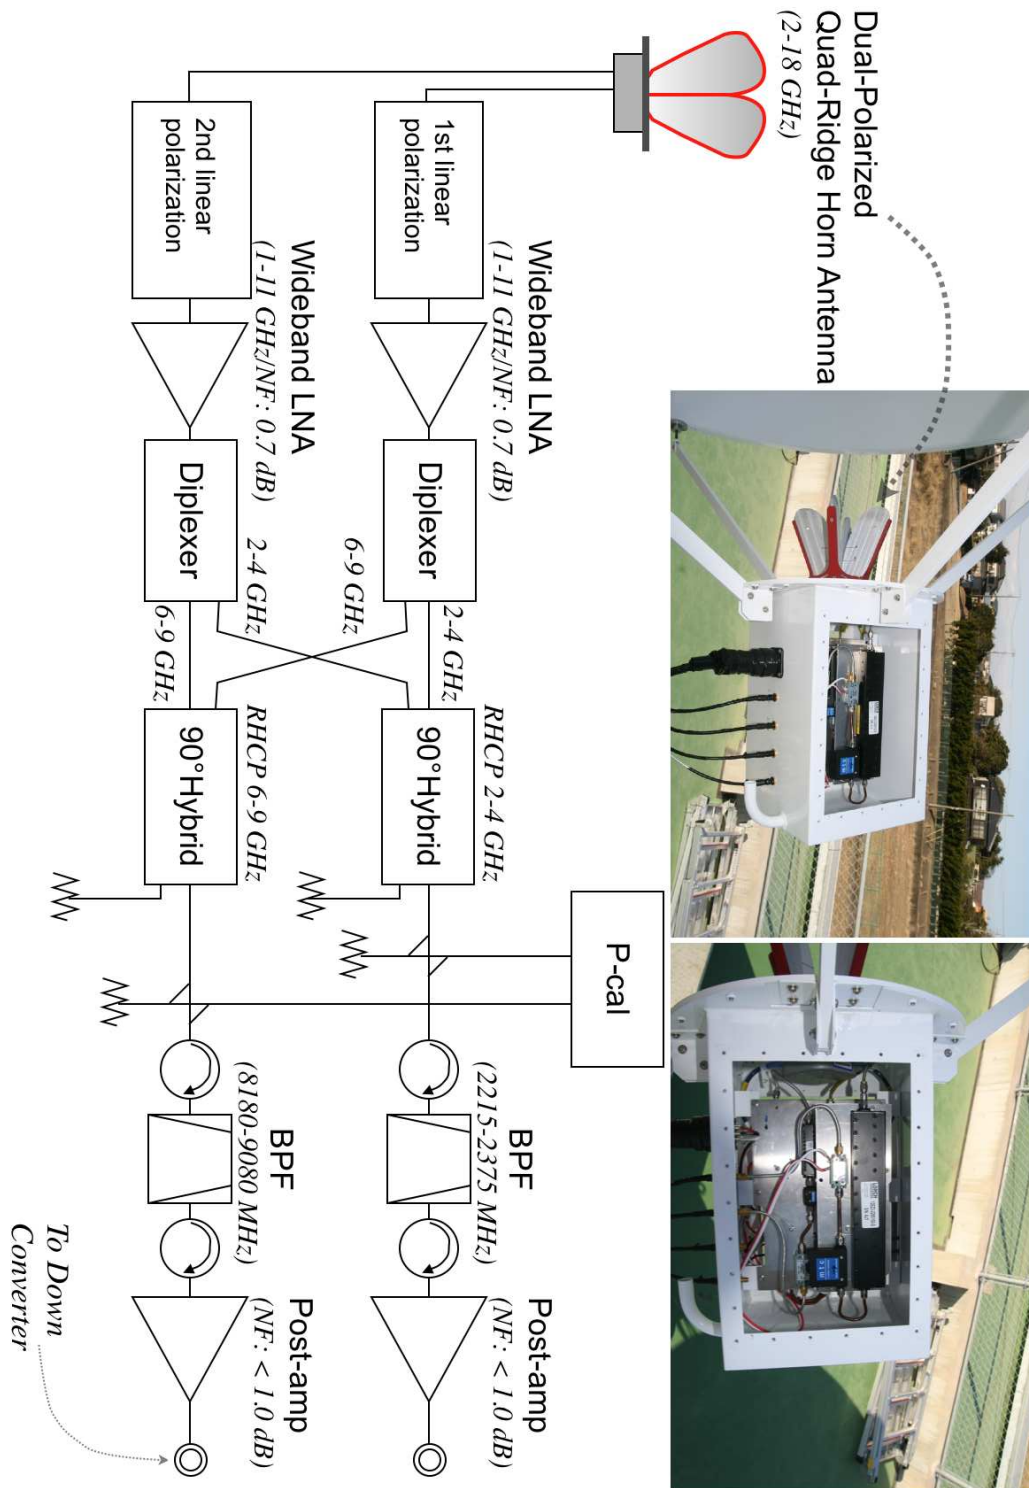 Dual-Polarized
Quad-Ridge Horn Antenna
(2-18 GHz)
1st linear
polarization
Wideband LNA
(1-11 GHz/NF: 0.7 dB)
Diplexer
2-4 GHz
6-9 GHz
RHCP 2-4 GHz
90°Hybrid
P-cal
BPF
(2215-2375 MHz)
Post-amp
(NF: < 1.0 dB)
2nd linear
polarization
Wideband LNA
(1-11 GHz/NF: 0.7 dB)
Diplexer
2-4 GHz
6-9 GHz
RHCP 6-9 GHz
90°Hybrid
BPF
(8180-9080 MHz)
Post-amp
(NF: < 1.0 dB)
To Down
Converter